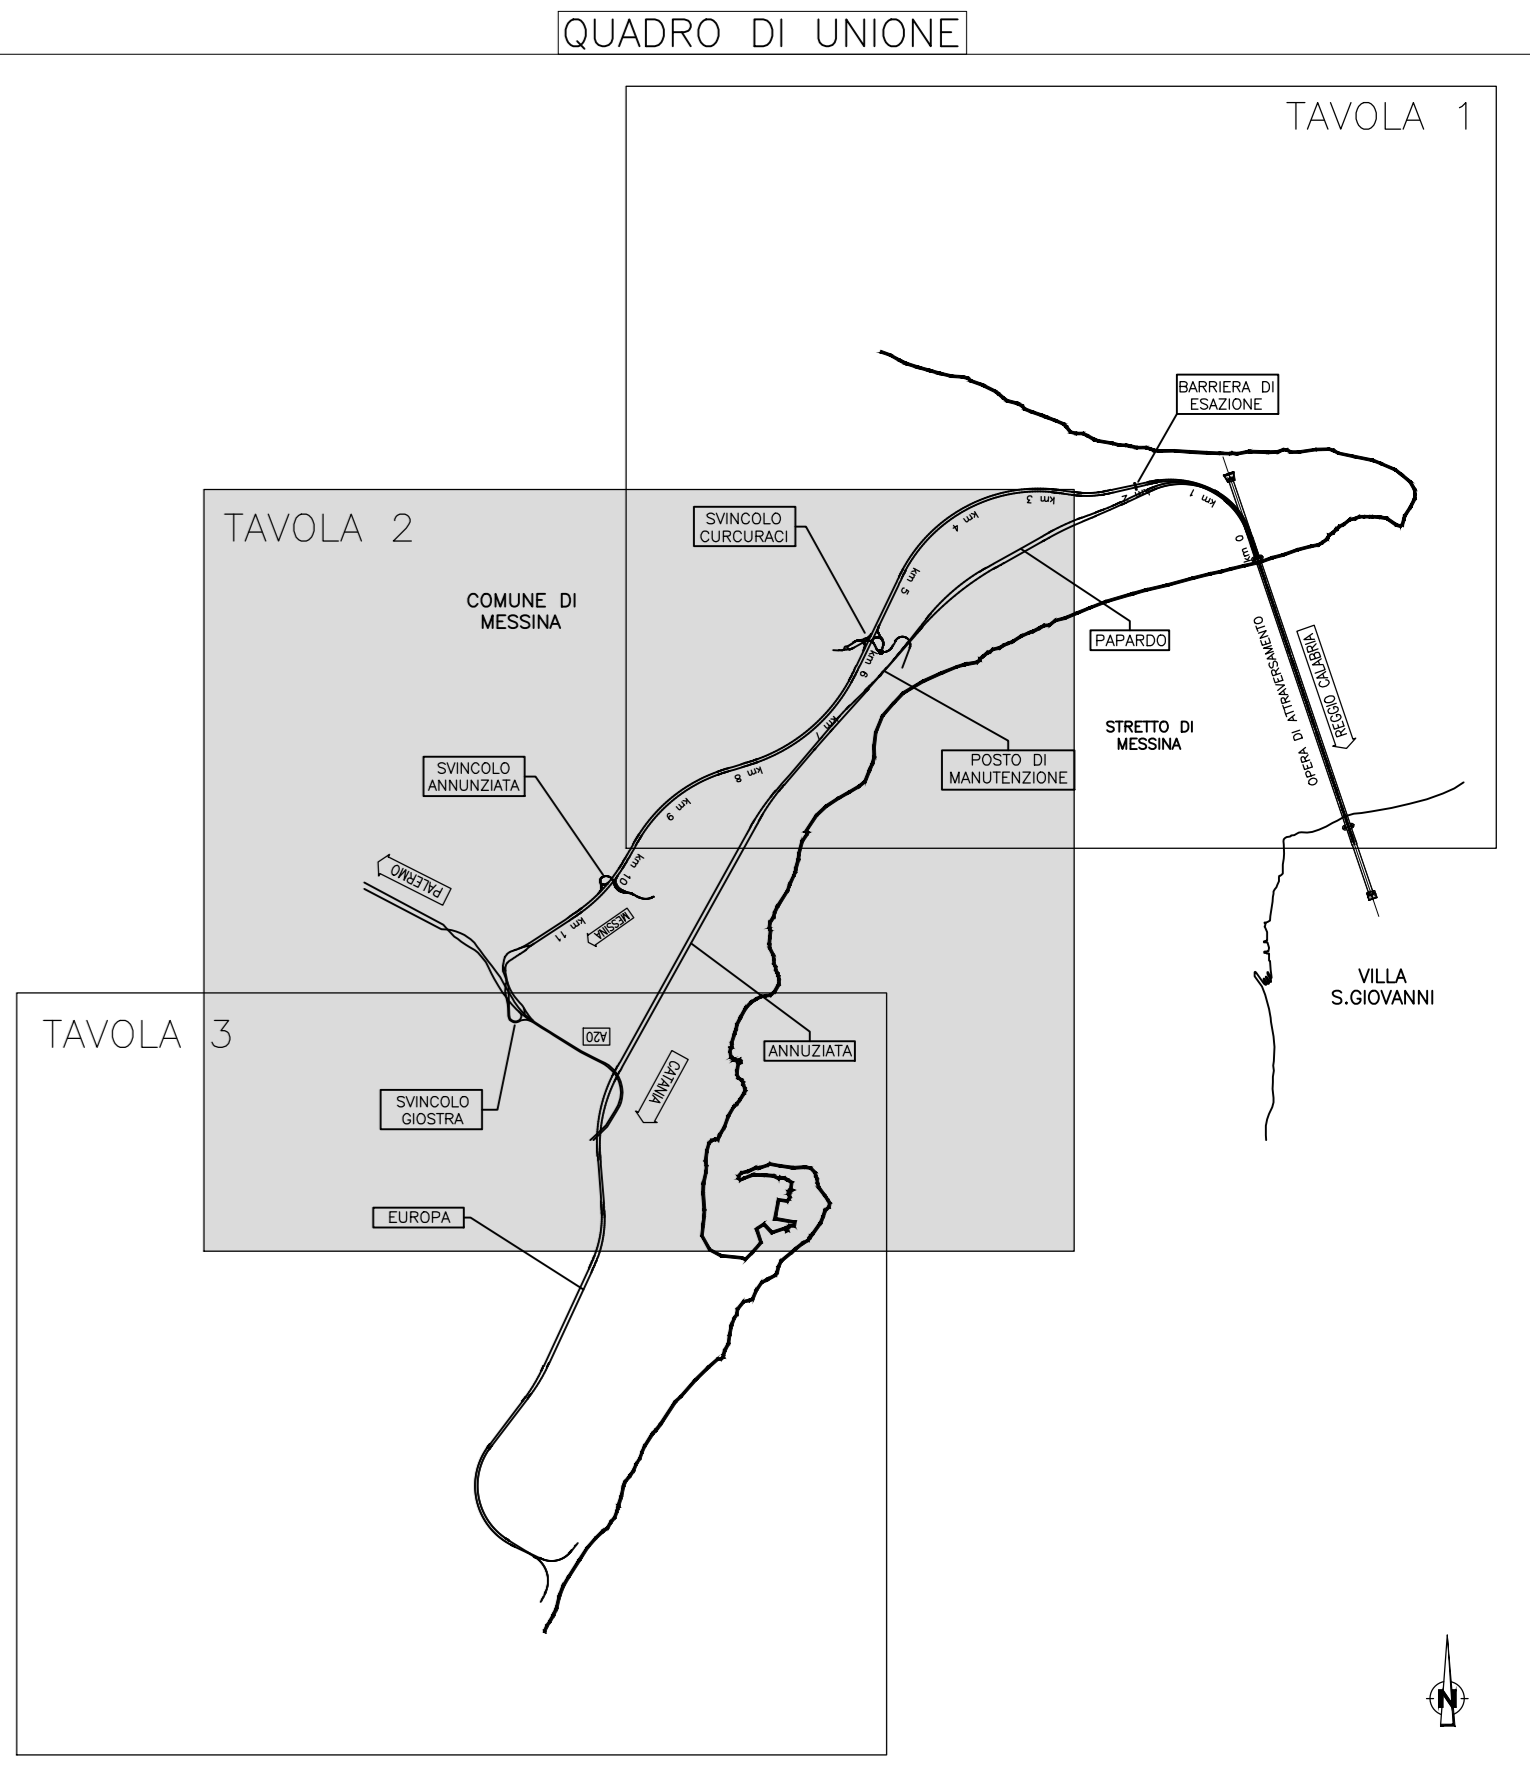 QUADRO DI UNIONE
TAVOLA 1
BARRIERA DI
ESAZIONE
TAVOLA 2
SVINCOLO
CURCURACI
km 0
km 1
km 2
km 3
km 4
km 5
km 6
km 7
km 8
km 9
km 10
km 11
COMUNE DI
MESSINA
PAPARDO
OPERA DI ATTRAVERSAMENTO
REGGIO CALABRIA
STRETTO DI
MESSINA
POSTO DI
MANUTENZIONE
SVINCOLO
ANNUNZIATA
PALERMO
MESSINA
VILLA
S.GIOVANNI
TAVOLA 3
A20
ANNUZIATA
CATANIA
SVINCOLO
GIOSTRA
EUROPA
N